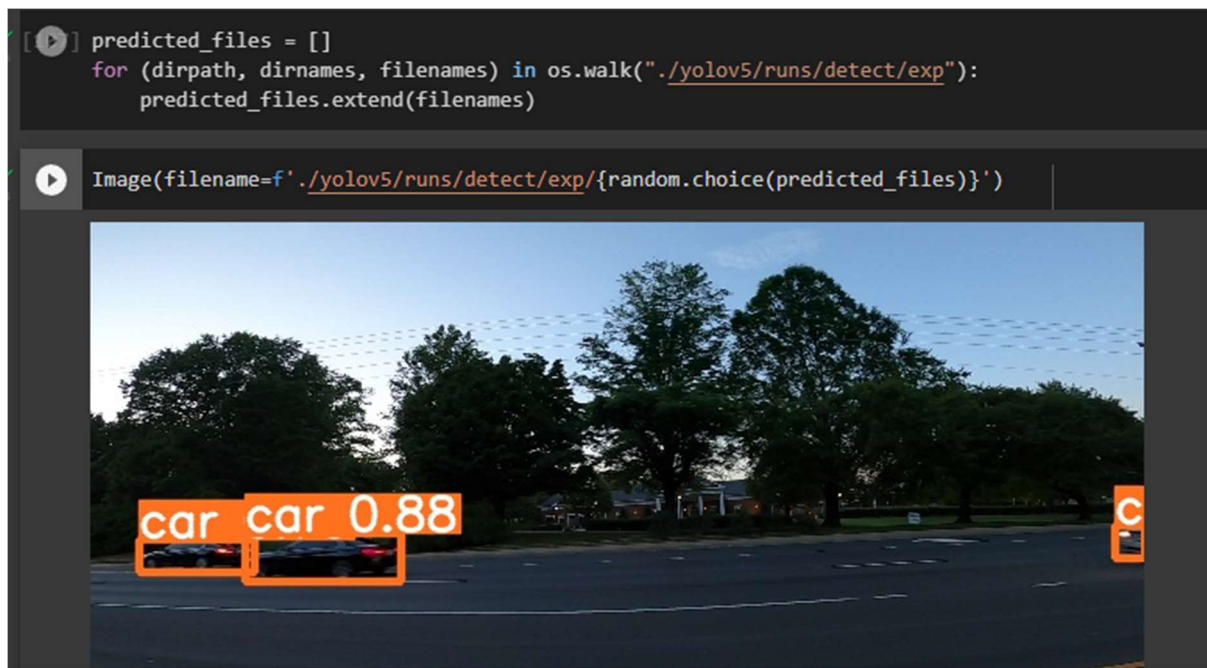 predicted_files = []
for (dirpath, dirnames, filenames) in os.walk("./yolov5/runs/detect/exp"):
    predicted_files.extend(filenames)
Image(filename=f'./yolov5/runs/detect/exp/{random.choice(predicted_files)}')
car car 0.88
c